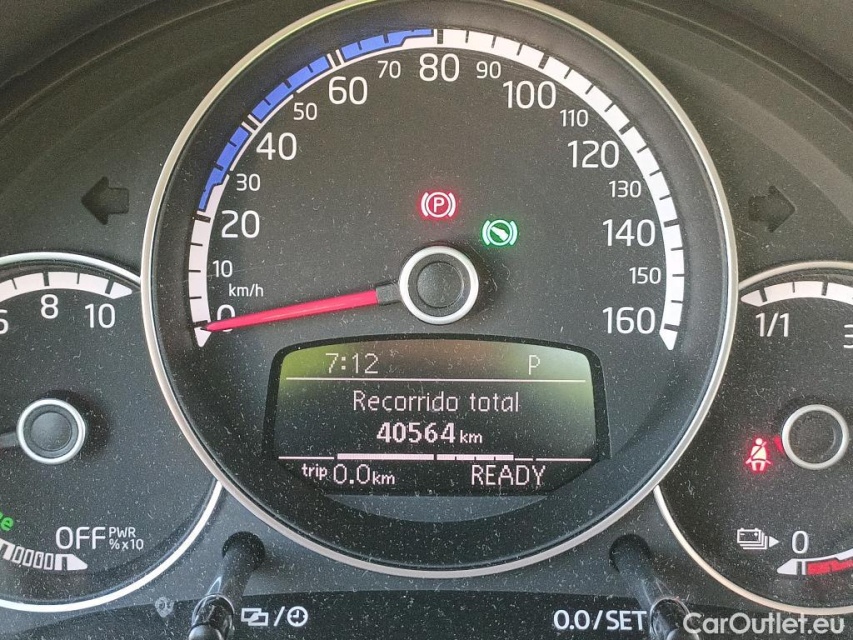 80
70 90
60 100
50 110
40 120
30 130
20 140
10 150
km/h
0 160
8
10
1/1
P
7:12 P
Recorrido total
40564 km
trip 0.0 km READY
OFF PWR
% x10
0
0.0/SET
CarOutlet.eu